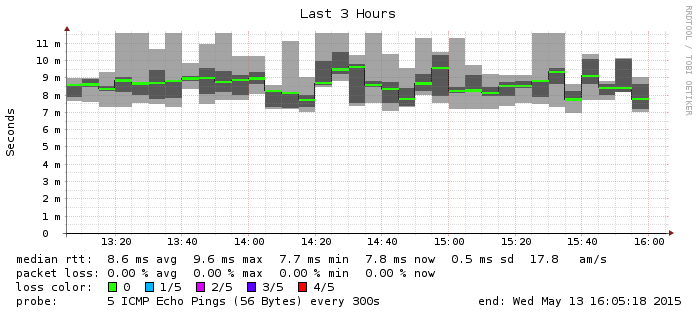 Last 3 Hours
RRDTOOL / TOBI OETIKER
Seconds
11 m
10 m
9 m
8 m
7 m
6 m
5 m
4 m
3 m
2 m
1 m
0
13:20 13:40 14:00 14:20 14:40 15:00 15:20 15:40 16:00
median rtt: 8.6 ms avg 9.6 ms max 7.7 ms min 7.8 ms now 0.5 ms sd 17.8 am/s
packet loss: 0.00 % avg 0.00 % max 0.00 % min 0.00 % now
loss color: 0 1/5 2/5 3/5 4/5
probe: 5 ICMP Echo Pings (56 Bytes) every 300s end: Wed May 13 16:05:18 2015